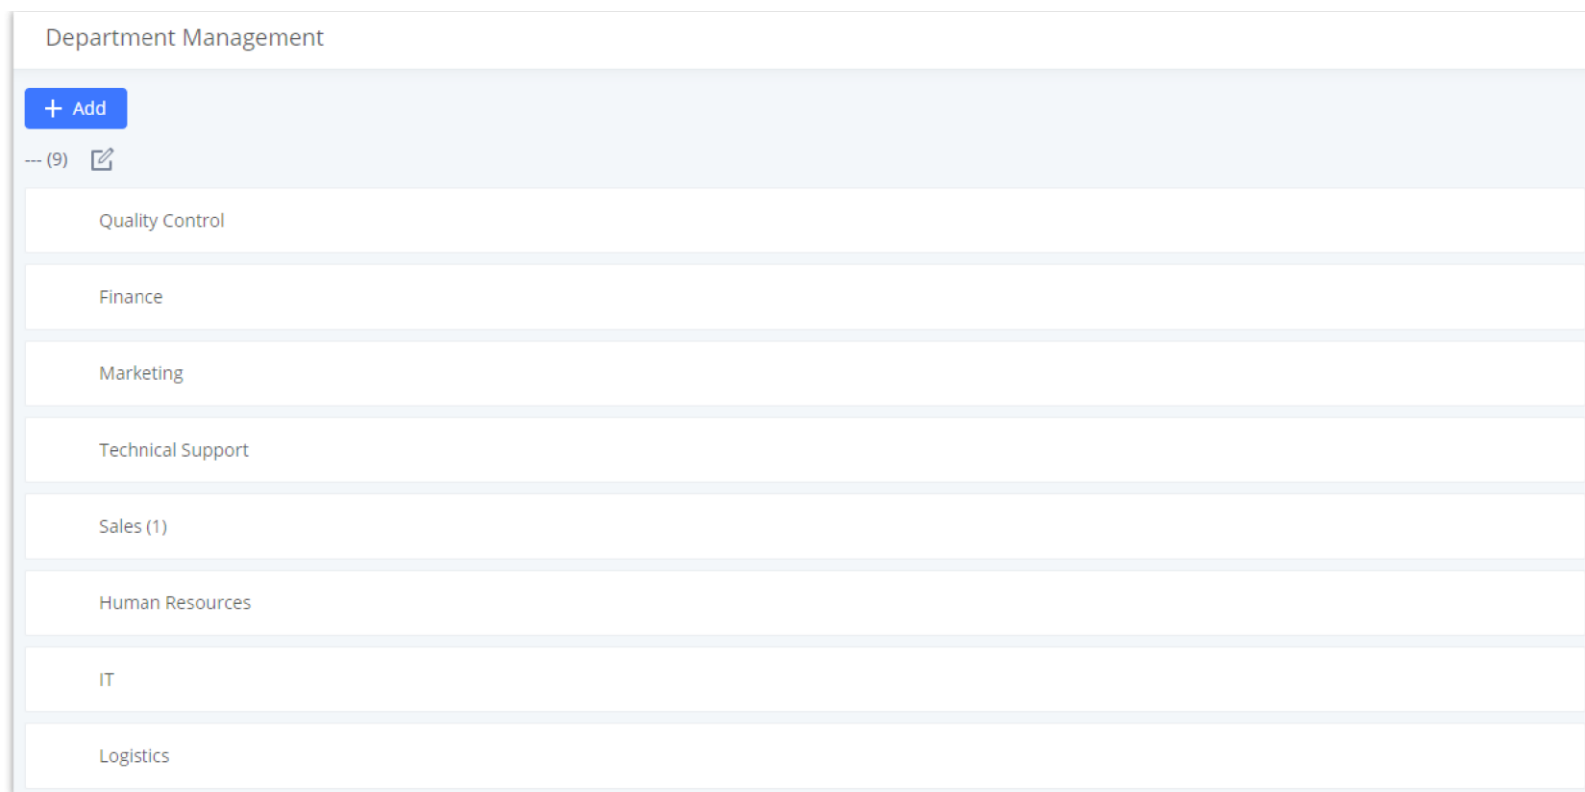 Department Management
+ Add
--- (9)
Quality Control
Finance
Marketing
Technical Support
Sales (1)
Human Resources
IT
Logistics